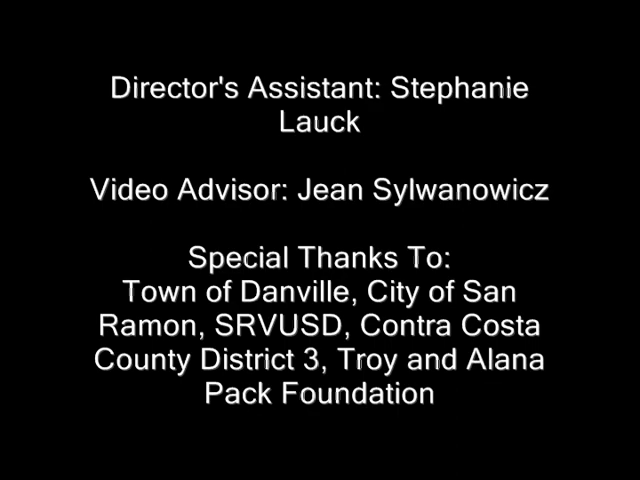 Director's Assistant: Stephanie
Lauck
Video Advisor: Jean Sylwanowicz
Special Thanks To:
Town of Danville, City of San
Ramon, SRVUSD, Contra Costa
County District 3, Troy and Alana
Pack Foundation